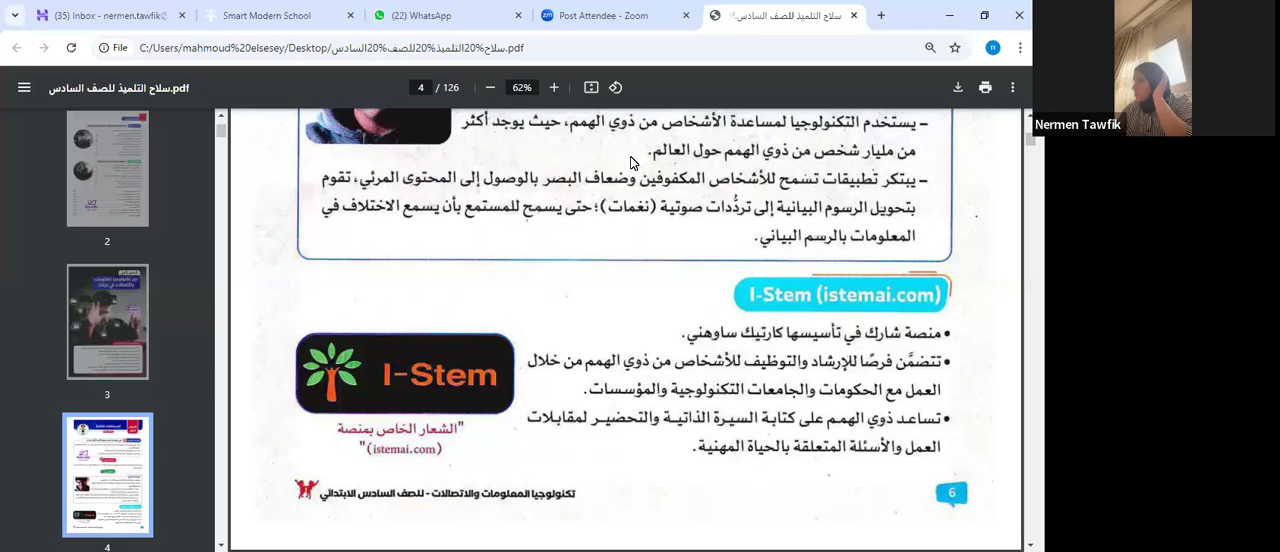 (35) Inbox - nermen.tawfik@
Smart Modern School
(22) WhatsApp
Post Attendee - Zoom
سلاح التلميذ للصف السادس.pdf
File
C:/Users/mahmoud%20elsesey/Desktop/سلاح%20التلميذ%20للصف%20السادس.pdf
سلاح التلميذ للصف السادس.pdf
4 / 126
62%
Nermen Tawfik
2
3
4
– يستخدم التكنولوجيا لمساعدة الأشخاص من ذوي الهمم، حيث يوجد أكثر
من مليار شخص من ذوي الهمم حول العالم.
– يبتكر تطبيقات تسمح للأشخاص المكفوفين وضعاف البصر بالوصول إلى المحتوى المرئي، تقوم
بتحويل الرسوم البيانية إلى تردُّدات صوتية (نغمات)؛ حتى يسمح للمستمع بأن يسمع الاختلاف في
المعلومات بالرسم البياني.
I-Stem (istemai.com)
• منصة شارك في تأسيسها كارتيك ساوهني.
• تتضمَّن فرصًا للإرشاد والتوظيف للأشخاص من ذوي الهمم من خلال
العمل مع الحكومات والجامعات التكنولوجية والمؤسسات.
• تساعد ذوي الهمم على كتابة السيرة الذاتية والتحضير لمقابلات
العمل والأسئلة المتعلقة بالحياة المهنية.
I-Stem
"الشعار الخاص بمنصة
(istemai.com)"
تكنولوجيا المعلومات والاتصالات - للصف السادس الابتدائي
6